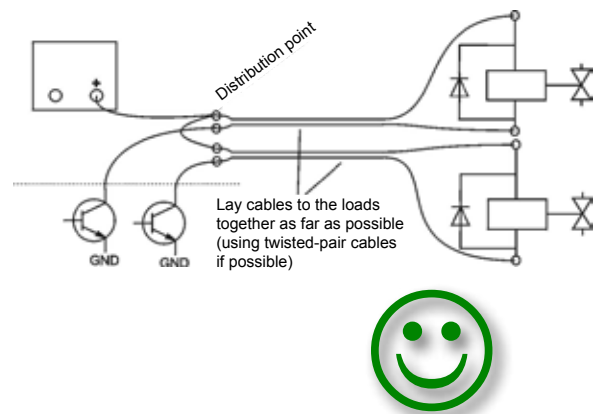 Distribution point
+
Lay cables to the loads
together as far as possible
(using twisted-pair cables
if possible)
GND
GND